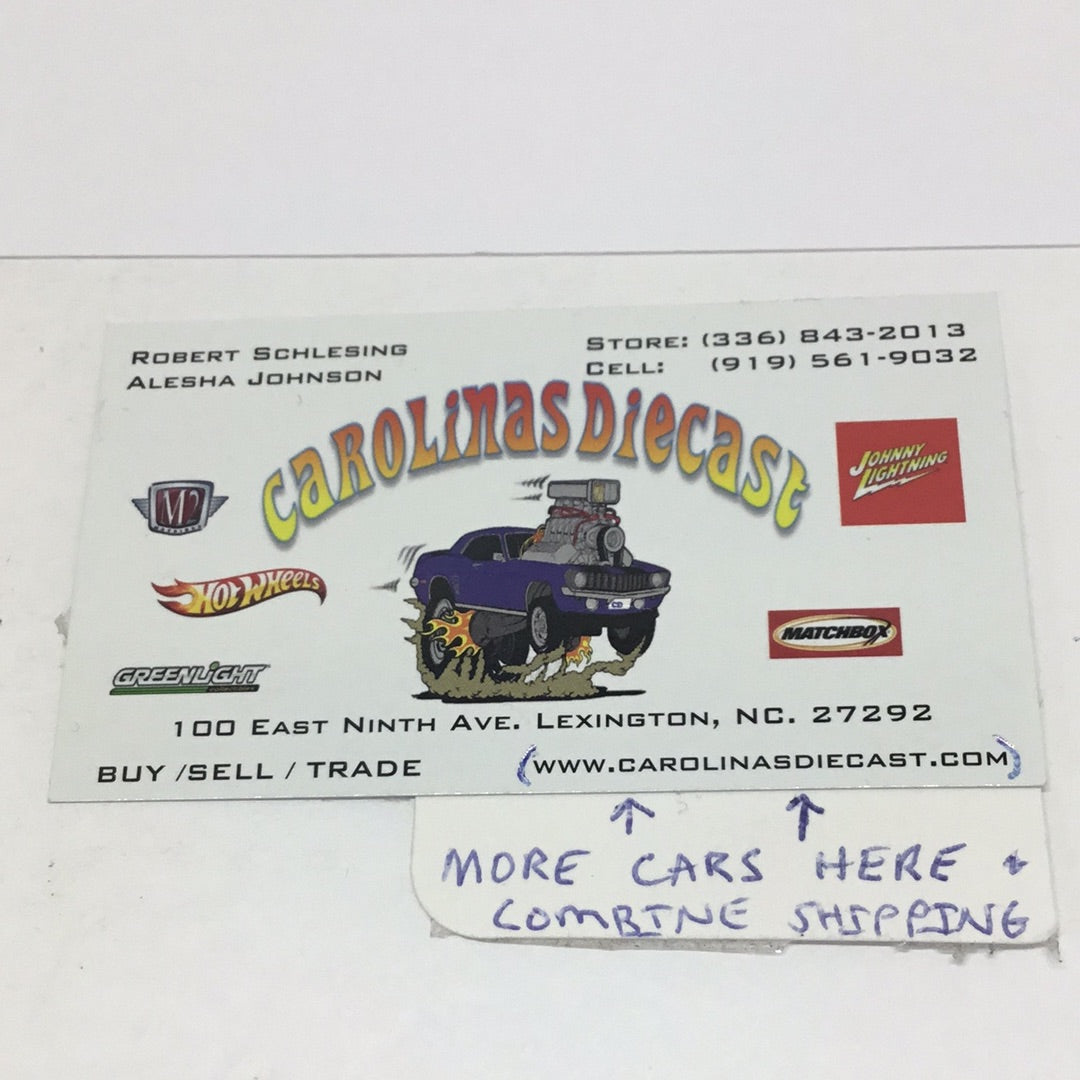 ROBERT SCHLESING
ALESHA JOHNSON
STORE: (336) 843-2013
CELL: (919) 561-9032
CAROLINAS DIECAST
M2
JOHNNY
LIGHTNING
HOT WHEELS
CD
MATCHBOX
GREENLIGHT
100 EAST NINTH AVE. LEXINGTON, NC. 27292
BUY /SELL / TRADE
(WWW.CAROLINASDIECAST.COM)
MORE CARS HERE +
COMBINE SHIPPING